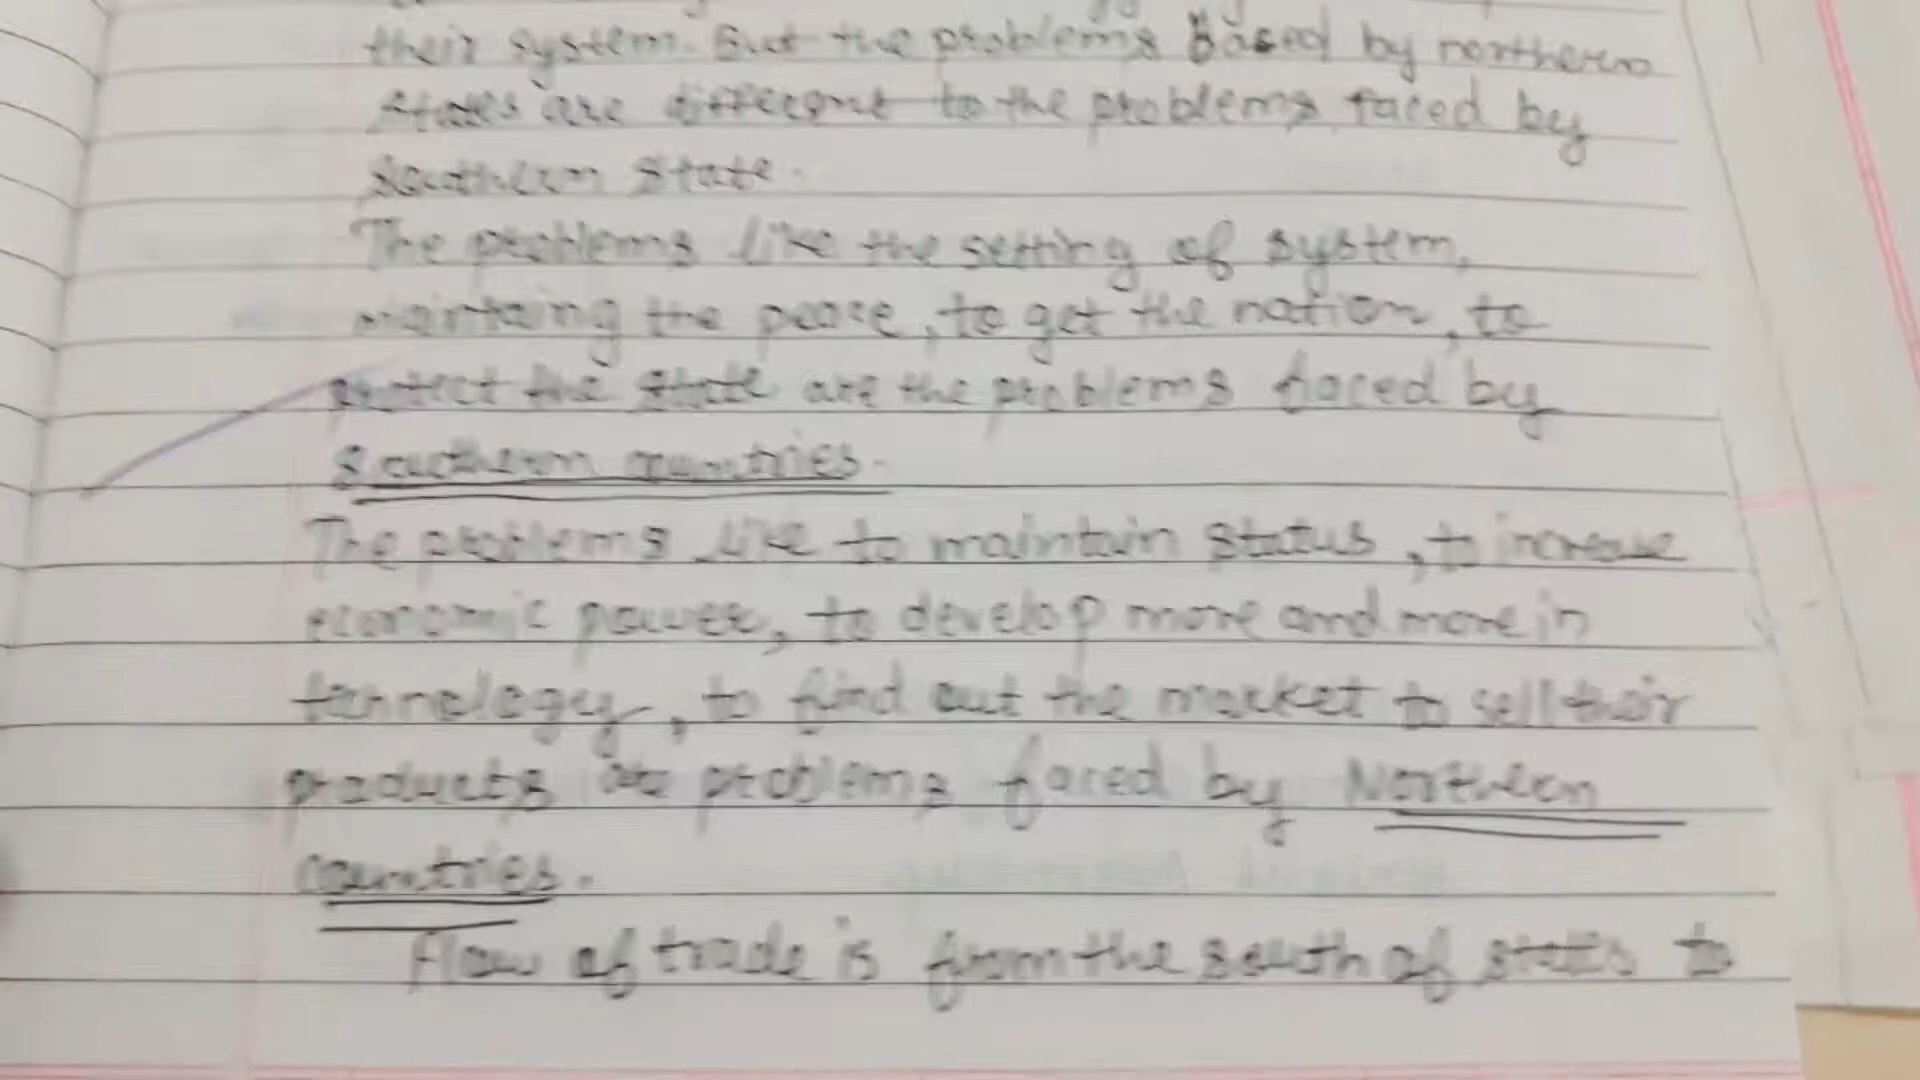 their system. But the problems based by northern
states are different to the problems faced by
southern state.
The problems like the setting of system,
maintaing the peace, to get the nation, to
protect the state are the problems faced by
southern countries.
The problems like to maintain status, to increase
economic power, to develop more and more in
technology, to find out the market to sell their
products are problems faced by Northern
countries.
Flow of trade is from the south of states to